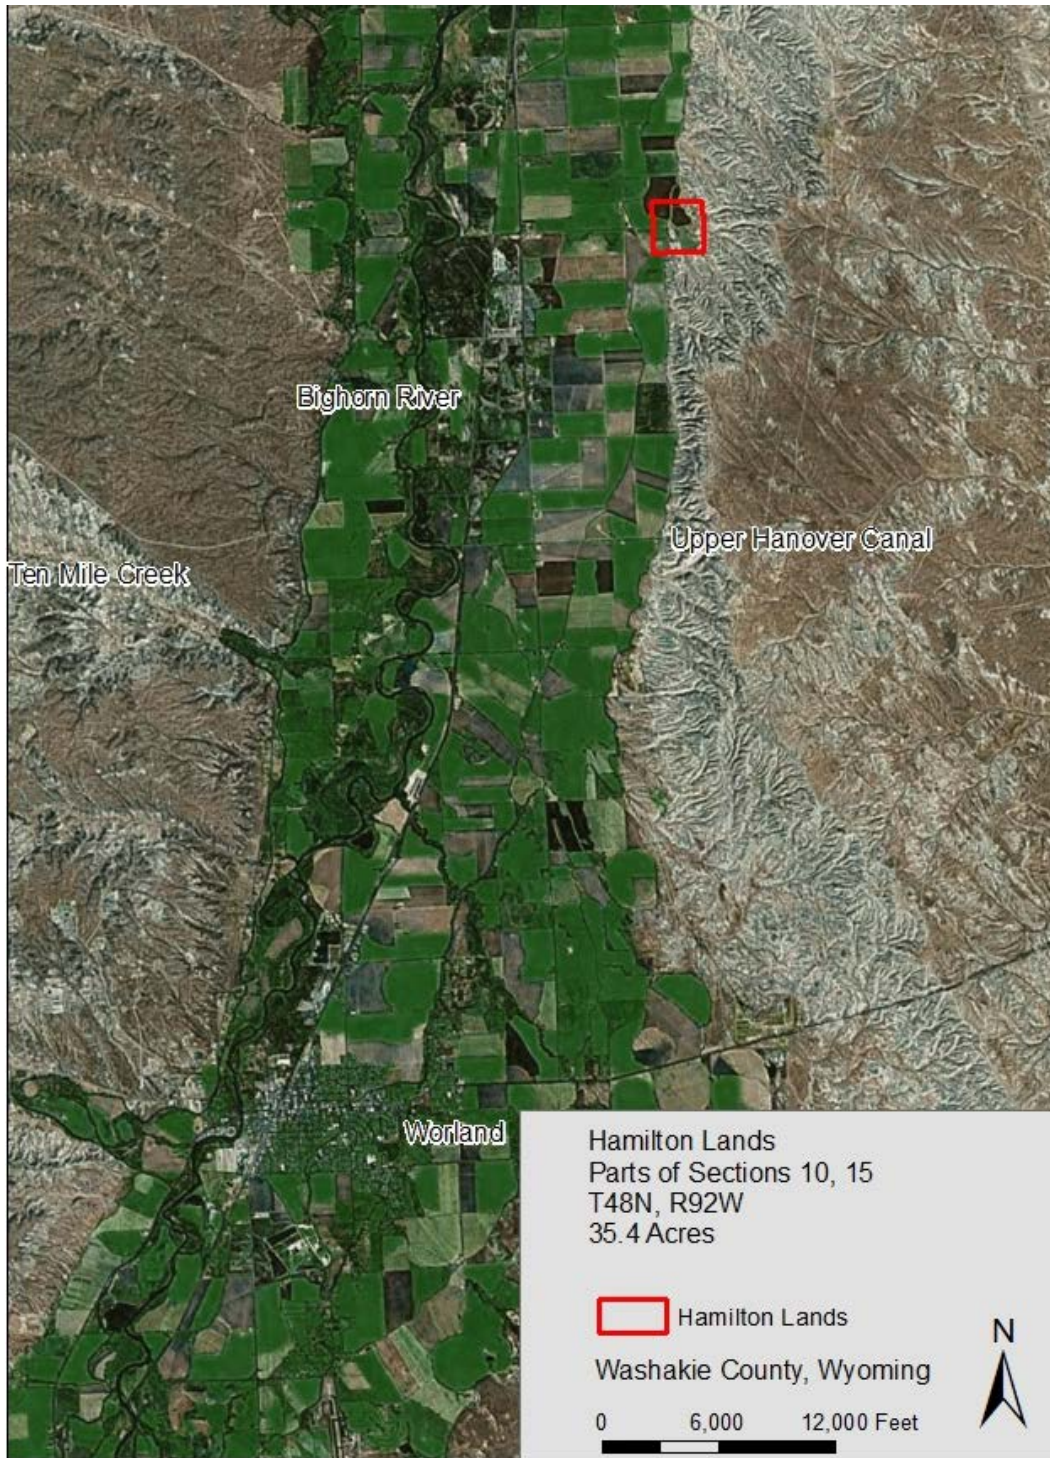 Bighorn River
Upper Hanover Canal
Ten Mile Creek
Worland
Hamilton Lands
Parts of Sections 10, 15
T48N, R92W
35.4 Acres
Hamilton Lands
N
Washakie County, Wyoming
0 6,000 12,000 Feet